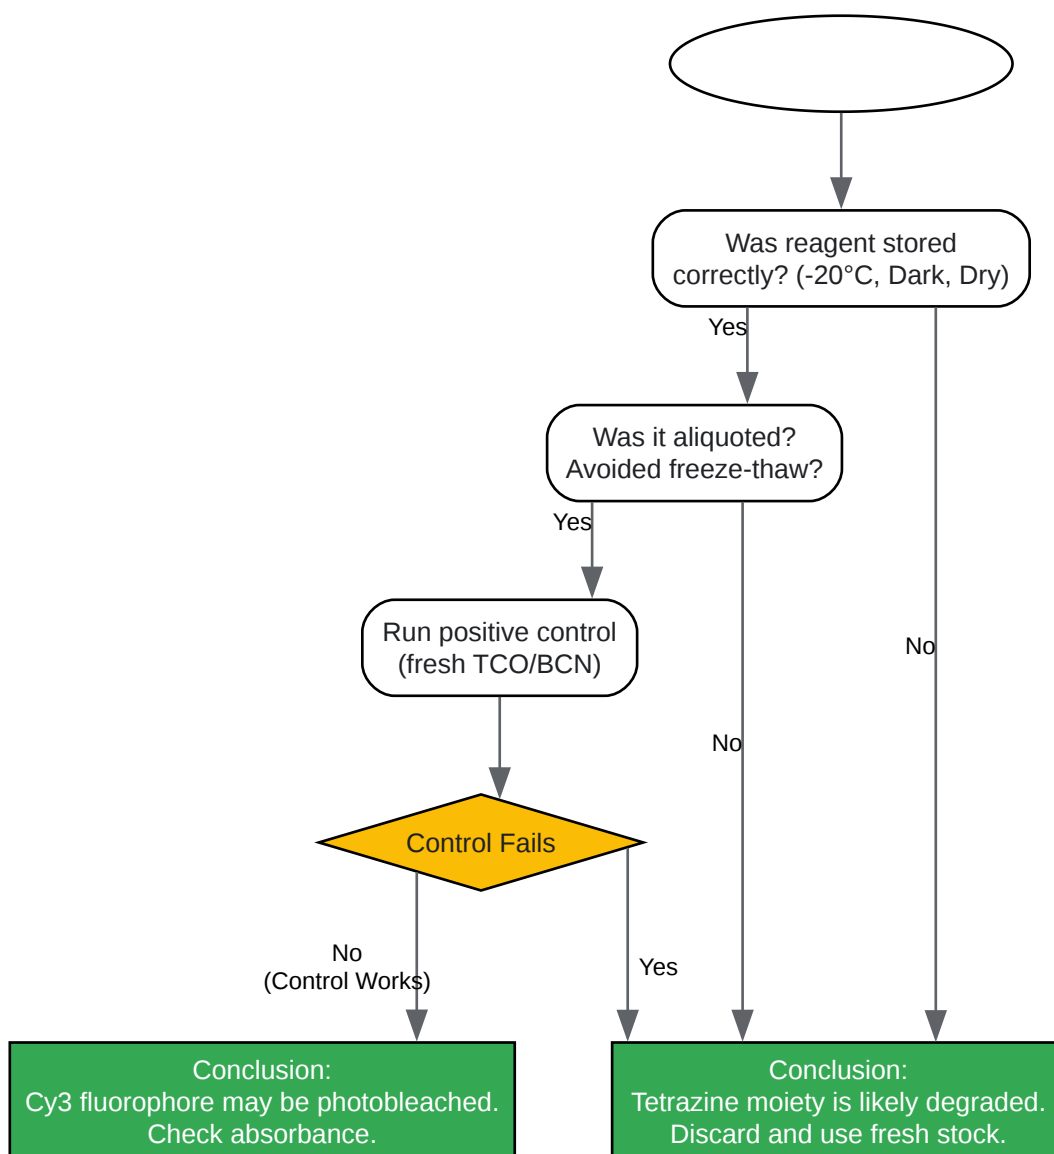 Was reagent stored
correctly? (-20°C, Dark, Dry)
Yes
Was it aliquoted?
Avoided freeze-thaw?
Yes
Run positive control
(fresh TCO/BCN)
No
No
Control Fails
No
(Control Works)
Yes
Conclusion:
Cy3 fluorophore may be photobleached.
Check absorbance.
Conclusion:
Tetrazine moiety is likely degraded.
Discard and use fresh stock.